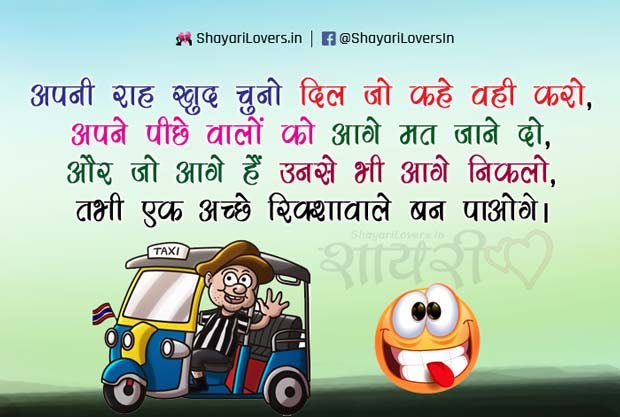 ShayariLovers.in | @ShayariLoversIn
अपनी राह खुद चुनो दिल जो कहे वही करो,
अपने पीछे वालों को आगे मत जाने दो,
और जो आगे हैं उनसे भी आगे निकलो,
तभी एक अच्छे रिक्शावाले बन पाओगे।
ShayariLovers.in
शायरी
TAXI